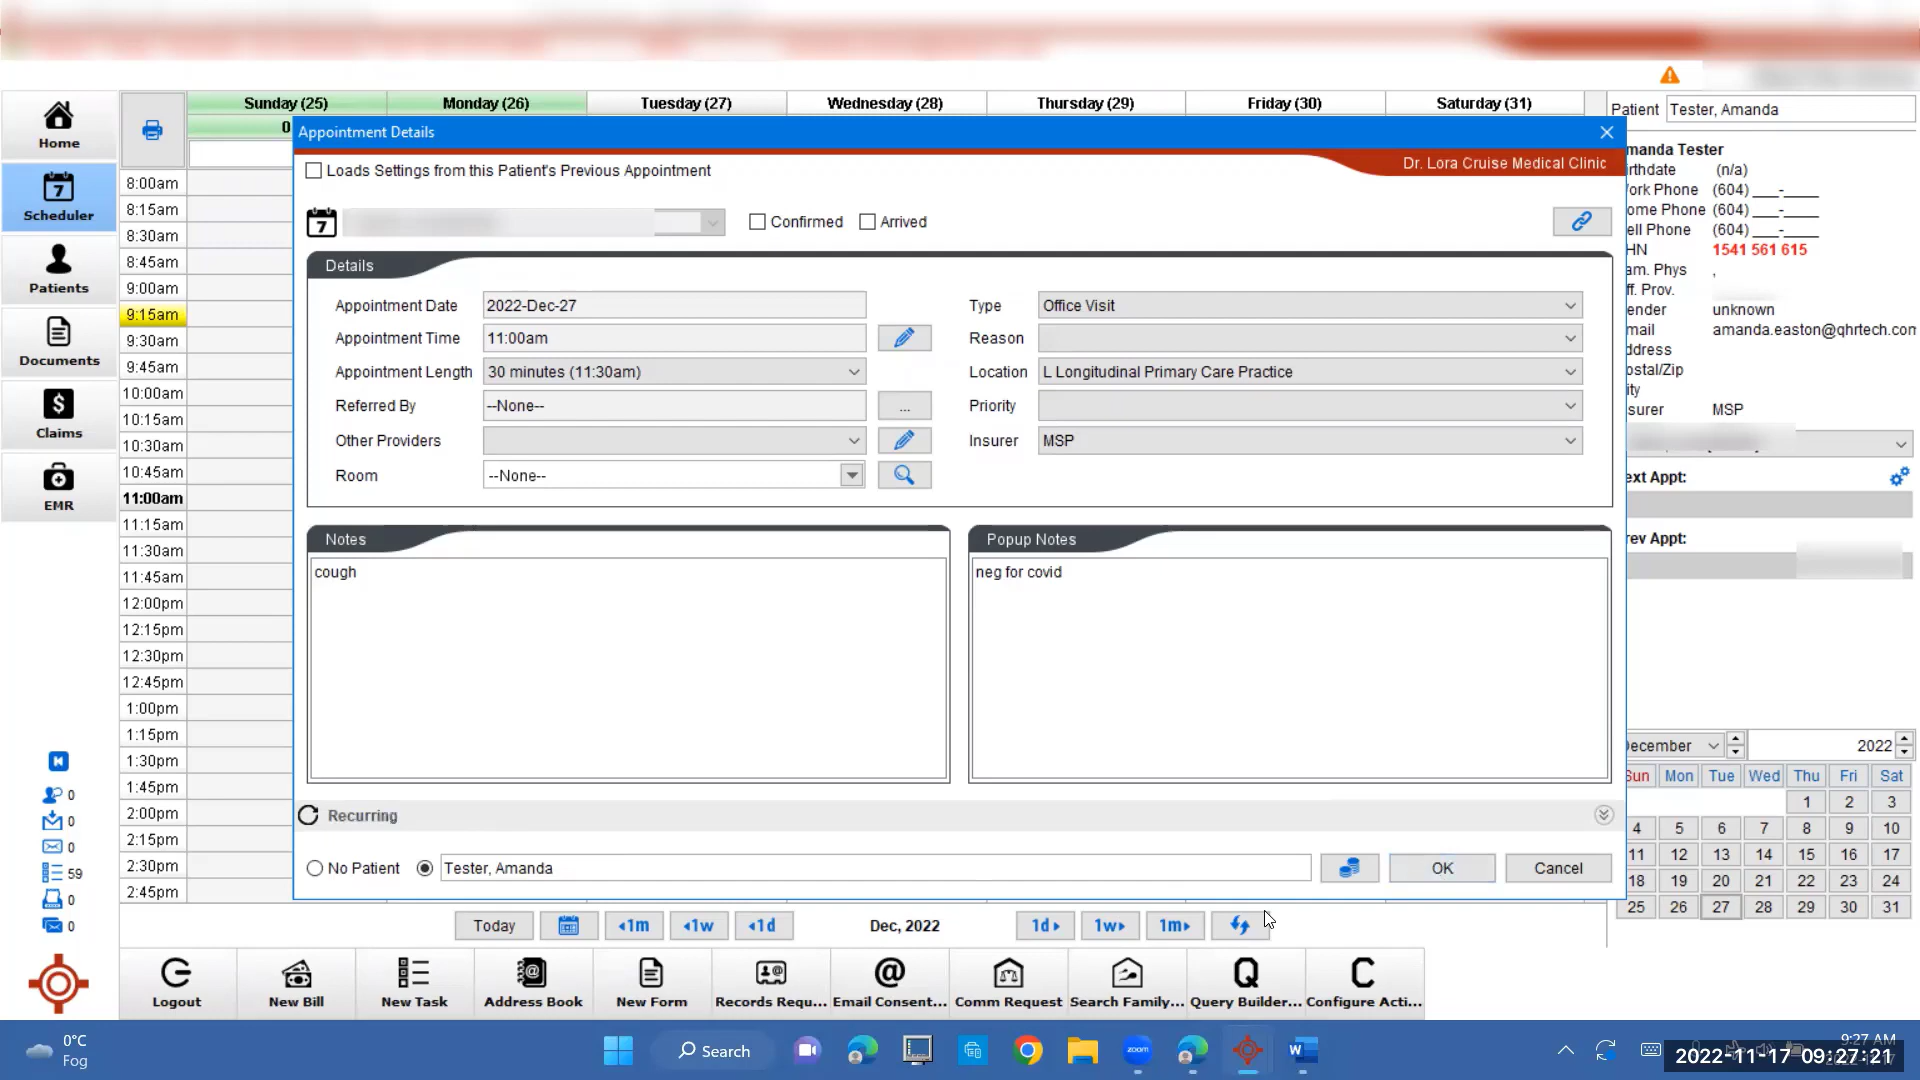 Sunday (25) Monday (26) Tuesday (27) Wednesday (28) Thursday (29) Friday (30) Saturday (31)
Patient Tester, Amanda
Home
Scheduler
Patients
Documents
Claims
EMR
0
0
0
59
0
0
8:00am
8:15am
8:30am
8:45am
9:00am
9:15am
9:30am
9:45am
10:00am
10:15am
10:30am
10:45am
11:00am
11:15am
11:30am
11:45am
12:00pm
12:15pm
12:30pm
12:45pm
1:00pm
1:15pm
1:30pm
1:45pm
2:00pm
2:15pm
2:30pm
2:45pm
0
Appointment Details
Loads Settings from this Patient's Previous Appointment
Dr. Lora Cruise Medical Clinic
7
Confirmed Arrived
Details
Appointment Date 2022-Dec-27 Type Office Visit
Appointment Time 11:00am Reason
Appointment Length 30 minutes (11:30am) Location L Longitudinal Primary Care Practice
Referred By --None-- ... Priority
Other Providers Insurer MSP
Room --None--
Notes Popup Notes
cough neg for covid
Recurring
No Patient Tester, Amanda OK Cancel
manda Tester
irthdate (n/a)
ork Phone (604) ___-____
ome Phone (604) ___-____
ell Phone (604) ___-____
HN 1541 561 615
am. Phys ,
ff. Prov.
ender unknown
mail amanda.easton@qhrtech.com
ddress
ostal/Zip
ity
surer MSP
ext Appt:
rev Appt:
ecember 2022
Sun Mon Tue Wed Thu Fri Sat
1 2 3
4 5 6 7 8 9 10
11 12 13 14 15 16 17
18 19 20 21 22 23 24
25 26 27 28 29 30 31
Today 1m 1w 1d Dec, 2022 1d 1w 1m
Logout New Bill New Task Address Book New Form Records Requ... Email Consent... Comm Request Search Family... Query Builder... Configure Acti...
0°C
Fog
Search
zoom
W
9:27 AM
2022-11-17 09:27:21